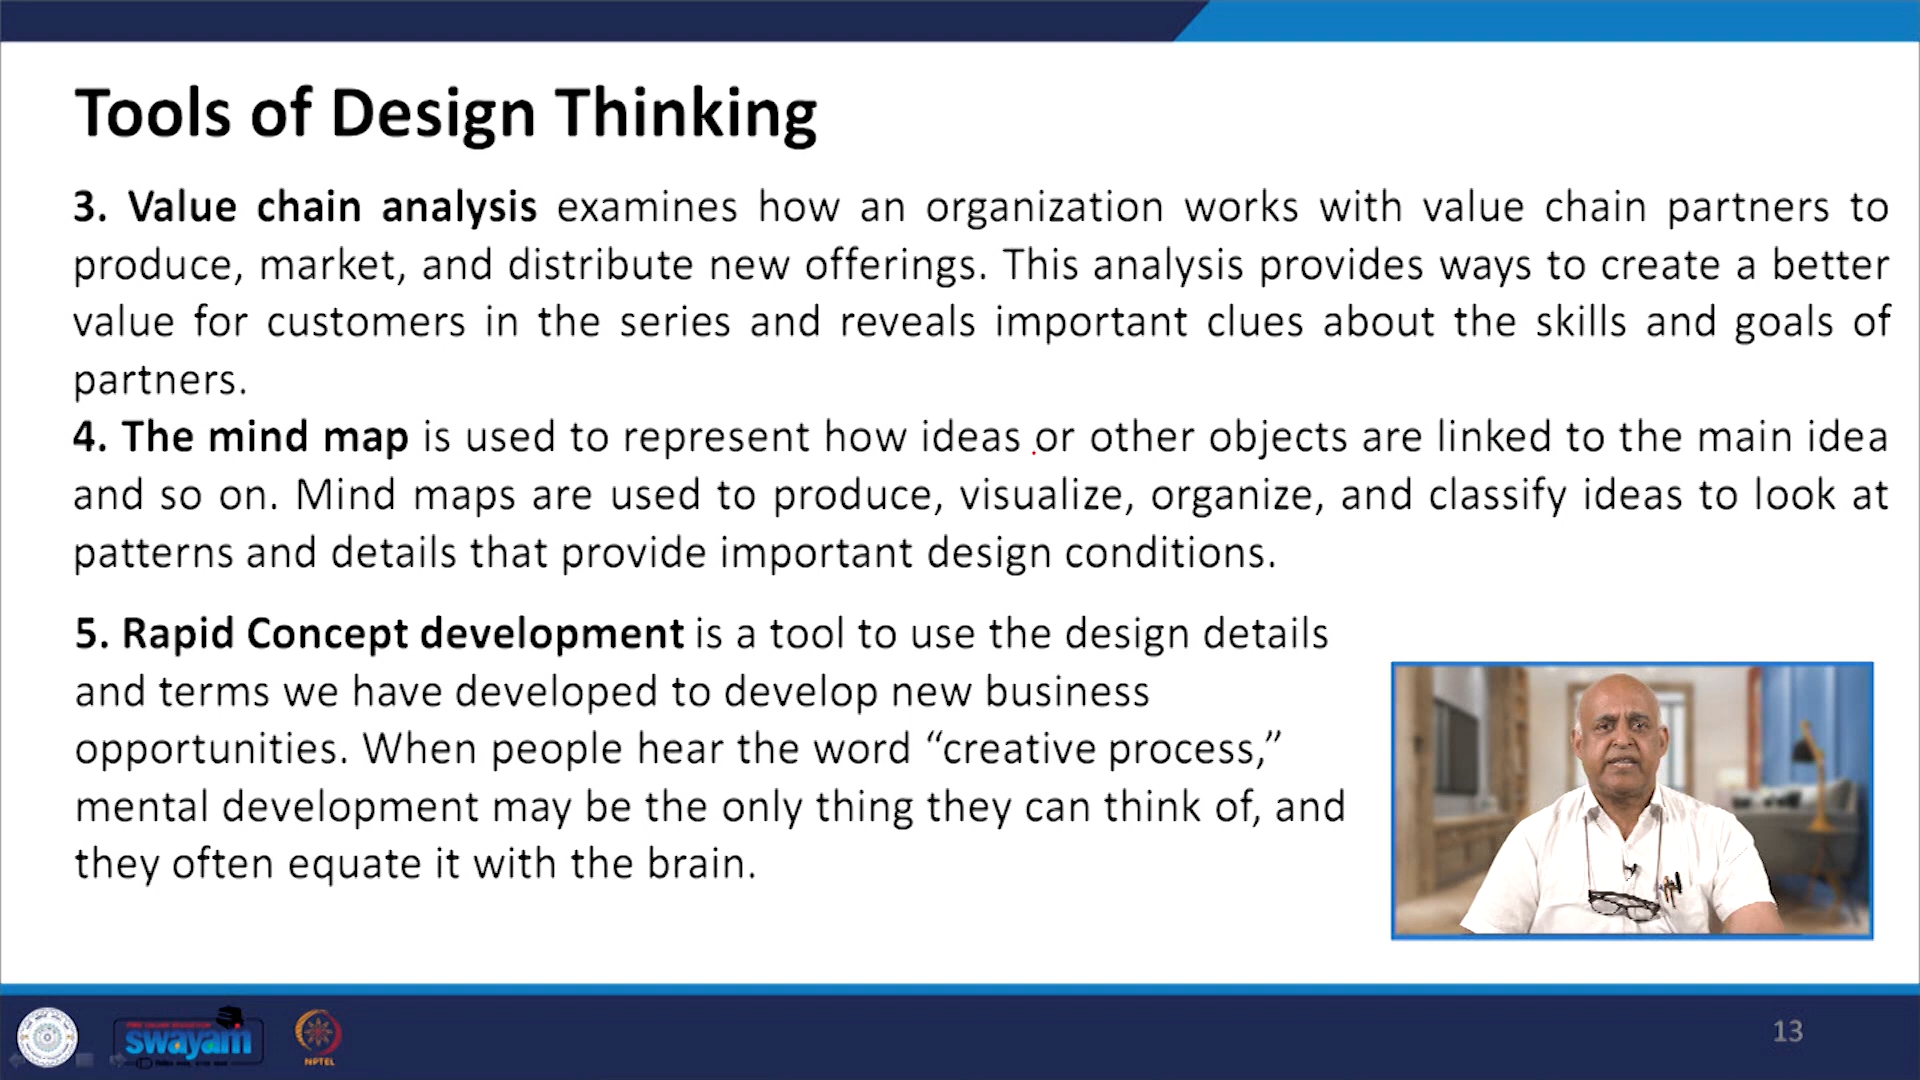 Tools of Design Thinking
3. Value chain analysis examines how an organization works with value chain partners to
produce, market, and distribute new offerings. This analysis provides ways to create a better
value for customers in the series and reveals important clues about the skills and goals of
partners.
4. The mind map is used to represent how ideas or other objects are linked to the main idea
and so on. Mind maps are used to produce, visualize, organize, and classify ideas to look at
patterns and details that provide important design conditions.
5. Rapid Concept development is a tool to use the design details
and terms we have developed to develop new business
opportunities. When people hear the word “creative process,”
mental development may be the only thing they can think of, and
they often equate it with the brain.
swayam
NPTEL
13